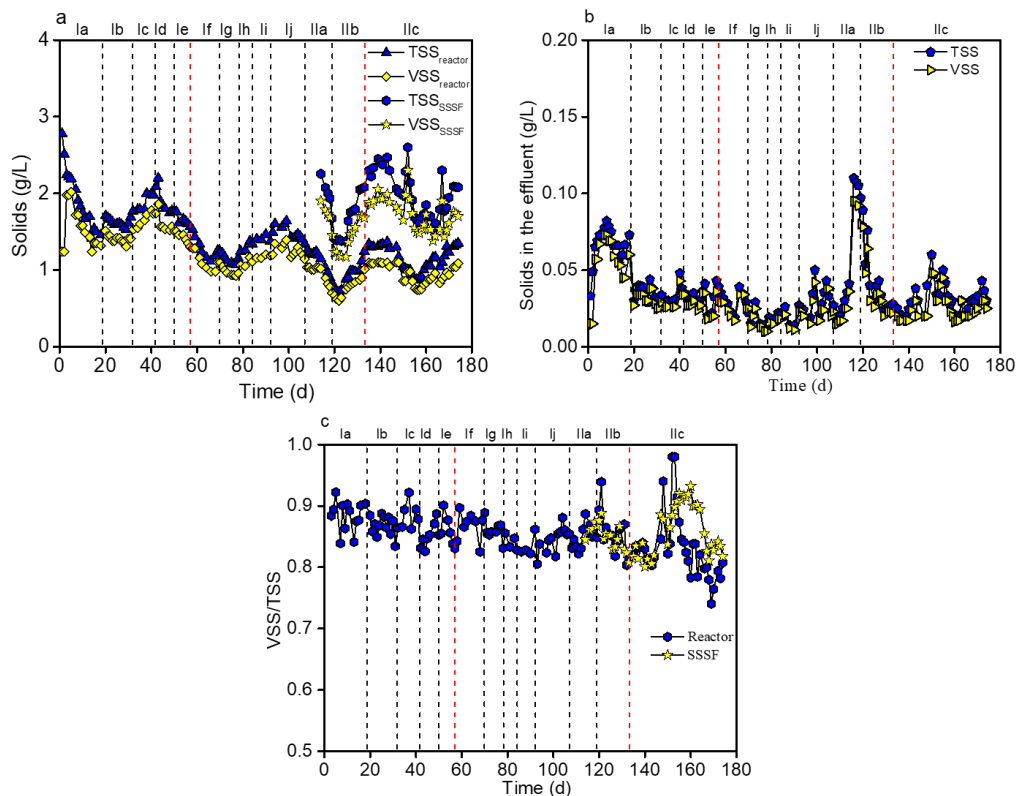 a
Ia Ib Ic Id Ie If Ig Ih Ii Ij IIa IIb IIc
4
3
2
1
0
Solids (g/L)
TSSreactor
VSSreactor
TSSSSSF
VSSSSSF
0 20 40 60 80 100 120 140 160 180
Time (d)
b
Ia Ib Ic Id Ie If Ig Ih Ii Ij IIa IIb IIc
0.20
0.15
0.10
0.05
0.00
Solids in the effluent (g/L)
TSS
VSS
0 20 40 60 80 100 120 140 160 180
Time (d)
c
Ia Ib Ic Id Ie If Ig Ih Ii Ij IIa IIb IIc
1.0
0.9
0.8
0.7
0.6
0.5
VSS/TSS
Reactor
SSSF
0 20 40 60 80 100 120 140 160 180
Time (d)